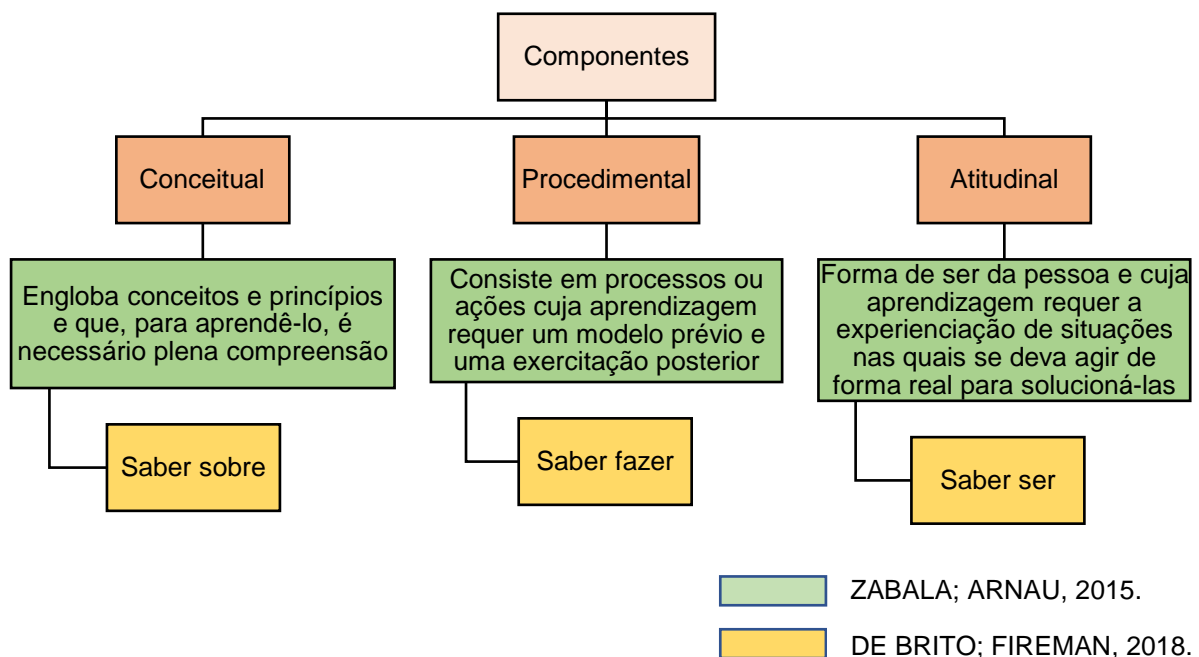 Componentes
Conceitual
Procedimental
Atitudinal
Engloba conceitos e princípios
e que, para aprendê-lo, é
necessário plena compreensão
Consiste em processos ou
ações cuja aprendizagem
requer um modelo prévio e
uma exercitação posterior
Forma de ser da pessoa e cuja
aprendizagem requer a
experienciação de situações
nas quais se deva agir de
forma real para solucioná-las
Saber sobre
Saber fazer
Saber ser
ZABALA; ARNAU, 2015.
DE BRITO; FIREMAN, 2018.